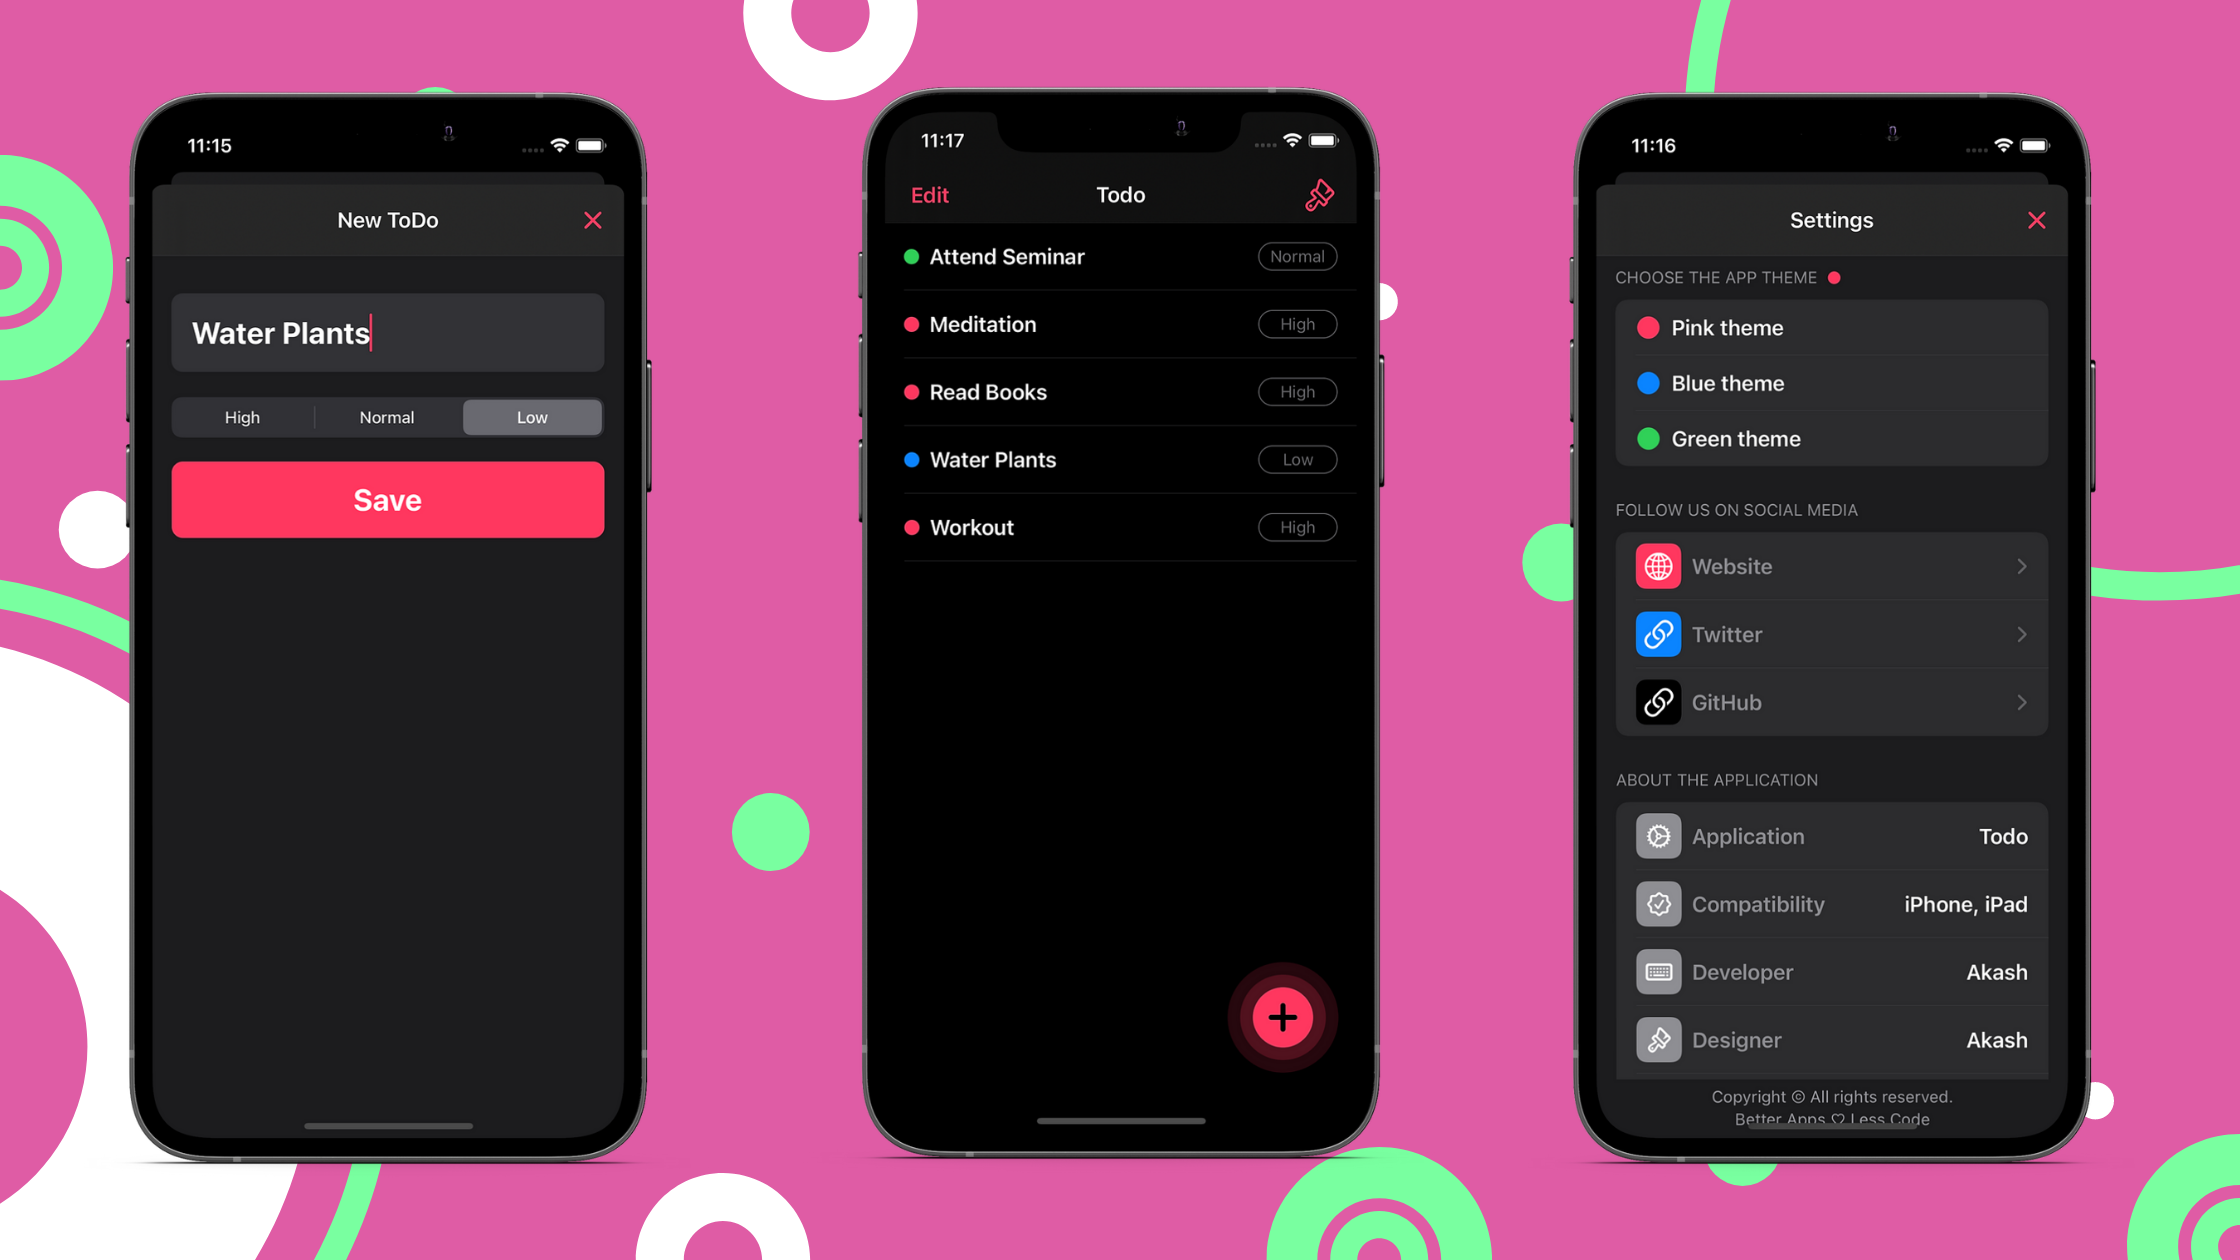 11:15
New ToDo
Water Plants
High Normal Low
Save
11:17
Edit Todo
Attend Seminar Normal
Meditation High
Read Books High
Water Plants Low
Workout High
11:16
Settings
CHOOSE THE APP THEME
Pink theme
Blue theme
Green theme
FOLLOW US ON SOCIAL MEDIA
Website
Twitter
GitHub
ABOUT THE APPLICATION
Application Todo
Compatibility iPhone, iPad
Developer Akash
Designer Akash
Copyright © All rights reserved.
Better Apps ♡ Less Code